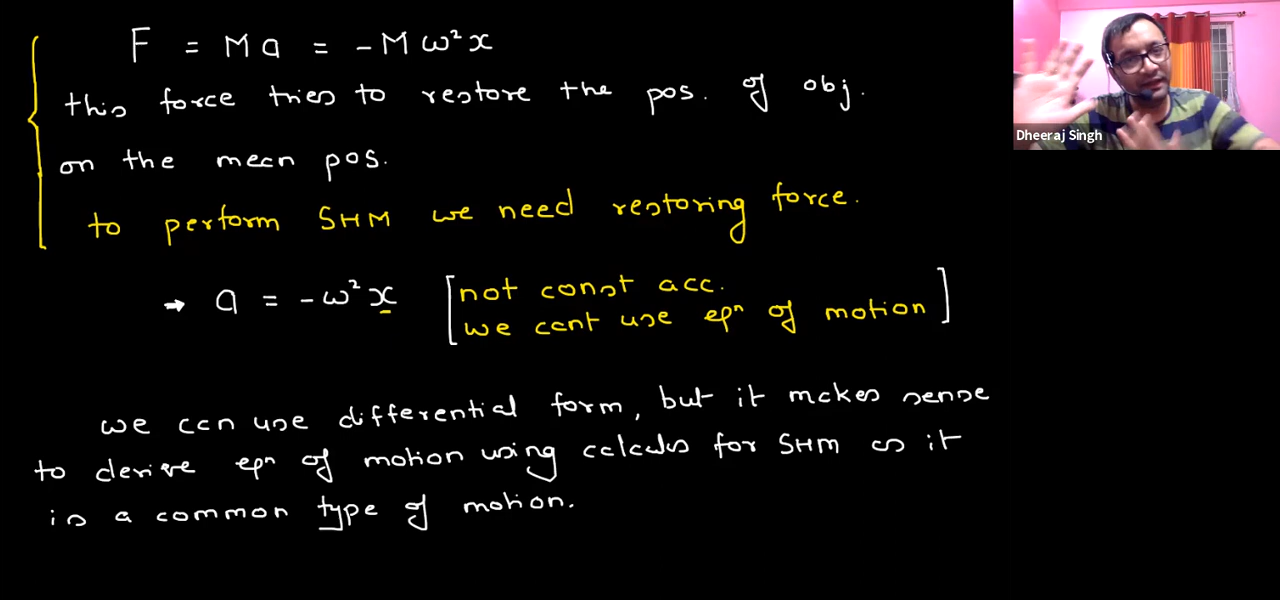 F = Ma = -Mω²x
this force tries to restore the pos. of obj.
on the mean pos.
to perform SHM we need restoring force.
→ a = -ω²x [not const acc.
we cant use eqⁿ of motion]
we can use differential form, but it makes sense
to derive eqⁿ of motion using calculus for SHM as it
is a common type of motion.
Dheeraj Singh